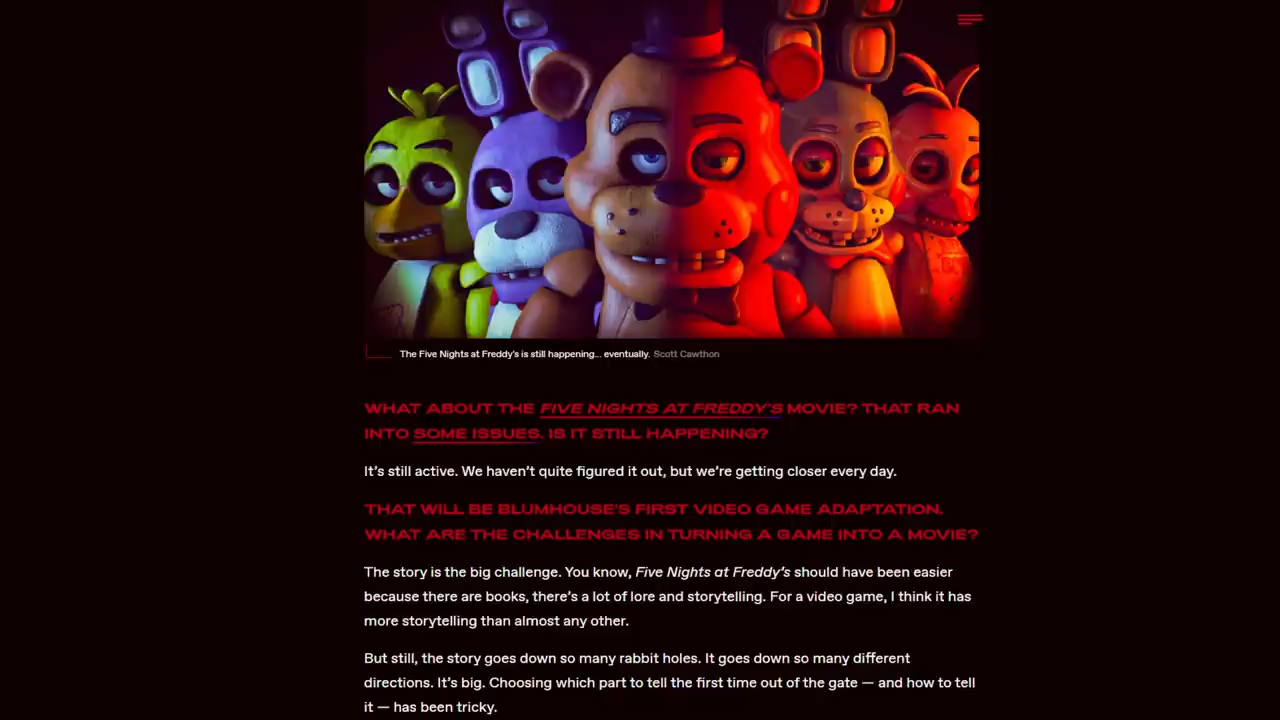 The Five Nights at Freddy's is still happening... eventually. Scott Cawthon
WHAT ABOUT THE FIVE NIGHTS AT FREDDY'S MOVIE? THAT RAN
INTO SOME ISSUES. IS IT STILL HAPPENING?
It's still active. We haven't quite figured it out, but we're getting closer every day.
THAT WILL BE BLUMHOUSE'S FIRST VIDEO GAME ADAPTATION.
WHAT ARE THE CHALLENGES IN TURNING A GAME INTO A MOVIE?
The story is the big challenge. You know, Five Nights at Freddy's should have been easier
because there are books, there's a lot of lore and storytelling. For a video game, I think it has
more storytelling than almost any other.
But still, the story goes down so many rabbit holes. It goes down so many different
directions. It's big. Choosing which part to tell the first time out of the gate — and how to tell
it — has been tricky.